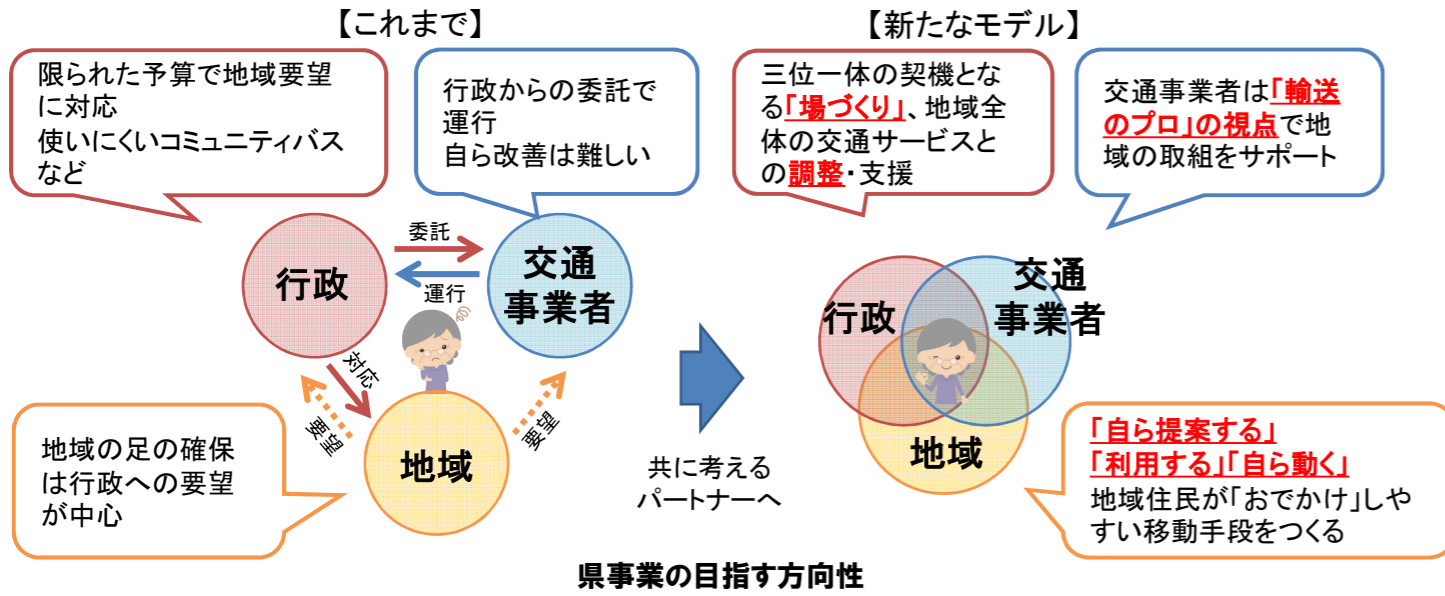 【これまで】
限られた予算で地域要望
に対応
使いにくいコミュニティバス
など
行政からの委託で
運行
自ら改善は難しい
行政
委託
運行
交通
事業者
対応
要望
要望
地域
地域の足の確保
は行政への要望
が中心
共に考える
パートナーへ
【新たなモデル】
三位一体の契機とな
る「場づくり」、地域全
体の交通サービスと
の調整・支援
交通事業者は「輸送
のプロ」の視点で地
域の取組をサポート
行政
交通
事業者
地域
「自ら提案する」
「利用する」「自ら動く」
地域住民が「おでかけ」しや
すい移動手段をつくる
県事業の目指す方向性